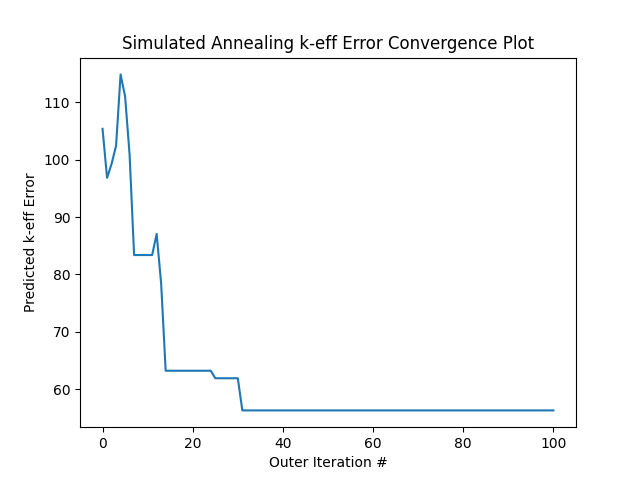 Simulated Annealing k-eff Error Convergence Plot
Predicted k-eff Error
110
100
90
80
70
60
0 20 40 60 80 100
Outer Iteration #